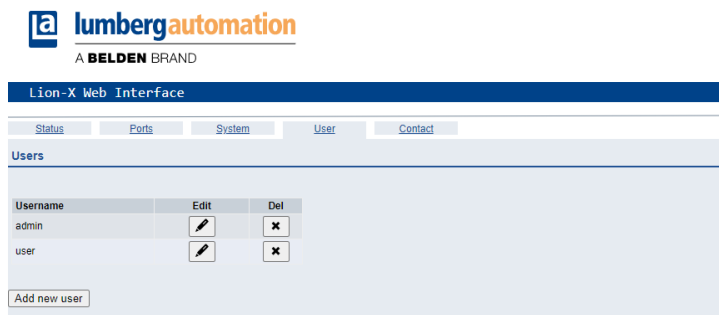 la lumbergautomation
A BELDEN BRAND
Lion-X Web Interface
Status Ports System User Contact
Users
Username Edit Del
admin
user
Add new user